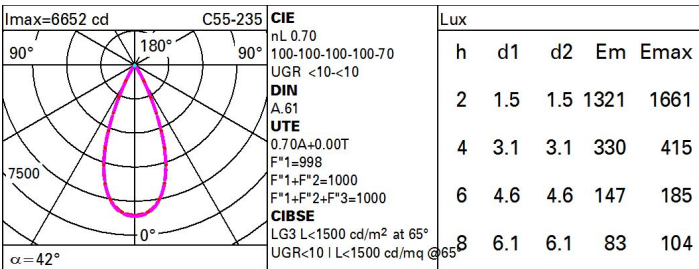 Imax=6652 cd C55-235
90° 180° 90°
7500
0°
α=42°
CIE
nL 0.70
100-100-100-100-70
UGR <10-<10
DIN
A.61
UTE
0.70A+0.00T
F"1=998
F"1+F"2=1000
F"1+F"2+F"3=1000
CIBSE
LG3 L<1500 cd/m² at 65°
UGR<10 | L<1500 cd/mq @65°
Lux
h d1 d2 Em Emax
2 1.5 1.5 1321 1661
4 3.1 3.1 330 415
6 4.6 4.6 147 185
8 6.1 6.1 83 104